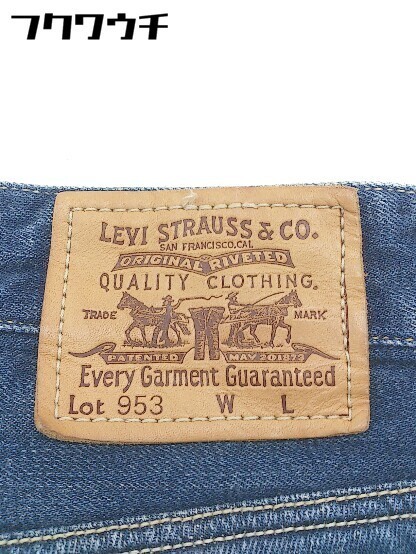 フクワウチ
LEVI STRAUSS & CO.
SAN FRANCISCO, CAL.
ORIGINAL RIVETED
QUALITY CLOTHING.
TRADE MARK
PATENTED MAY 20 1873
Every Garment Guaranteed
Lot 953 W L